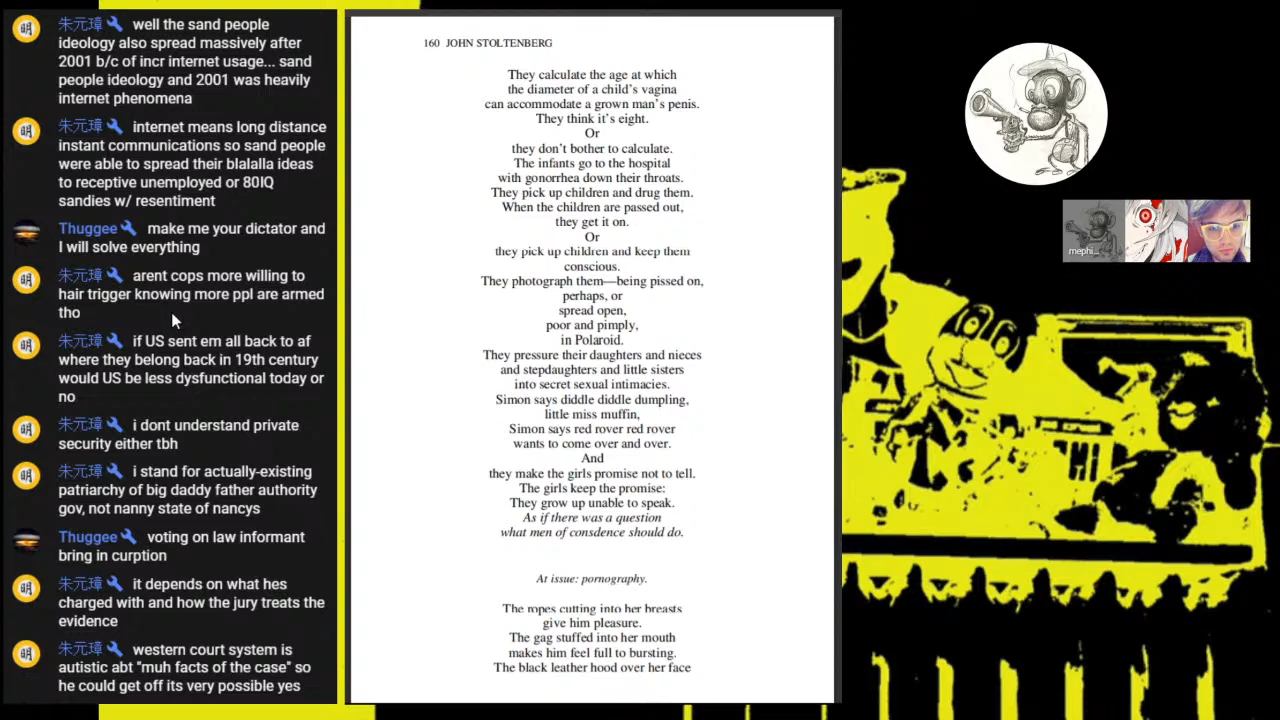 朱元璋 well the sand people
ideology also spread massively after
2001 b/c of incr internet usage... sand
people ideology and 2001 was heavily
internet phenomena
朱元璋 internet means long distance
instant communications so sand people
were able to spread their blalalla ideas
to receptive unemployed or 80IQ
sandies w/ resentiment
Thuggee make me your dictator and
I will solve everything
朱元璋 arent cops more willing to
hair trigger knowing more ppl are armed
tho
朱元璋 if US sent em all back to af
where they belong back in 19th century
would US be less dysfunctional today or
no
朱元璋 i dont understand private
security either tbh
朱元璋 i stand for actually-existing
patriarchy of big daddy father authority
gov, not nanny state of nancys
Thuggee voting on law informant
bring in curption
朱元璋 it depends on what hes
charged with and how the jury treats the
evidence
朱元璋 western court system is
autistic abt "muh facts of the case" so
he could get off its very possible yes
160 JOHN STOLTENBERG
They calculate the age at which
the diameter of a child's vagina
can accommodate a grown man's penis.
They think it's eight.
Or
they don't bother to calculate.
The infants go to the hospital
with gonorrhea down their throats.
They pick up children and drug them.
When the children are passed out,
they get it on.
Or
they pick up children and keep them
conscious.
They photograph them—being pissed on,
perhaps, or
spread open,
poor and pimply,
in Polaroid.
They pressure their daughters and nieces
and stepdaughters and little sisters
into secret sexual intimacies.
Simon says diddle diddle dumpling,
little miss muffin,
Simon says red rover red rover
wants to come over and over.
And
they make the girls promise not to tell.
The girls keep the promise:
They grow up unable to speak.
As if there was a question
what men of consdence should do.
At issue: pornography.
The ropes cutting into her breasts
give him pleasure.
The gag stuffed into her mouth
makes him feel full to bursting.
The black leather hood over her face
明
明
明
明
明
明
明
明